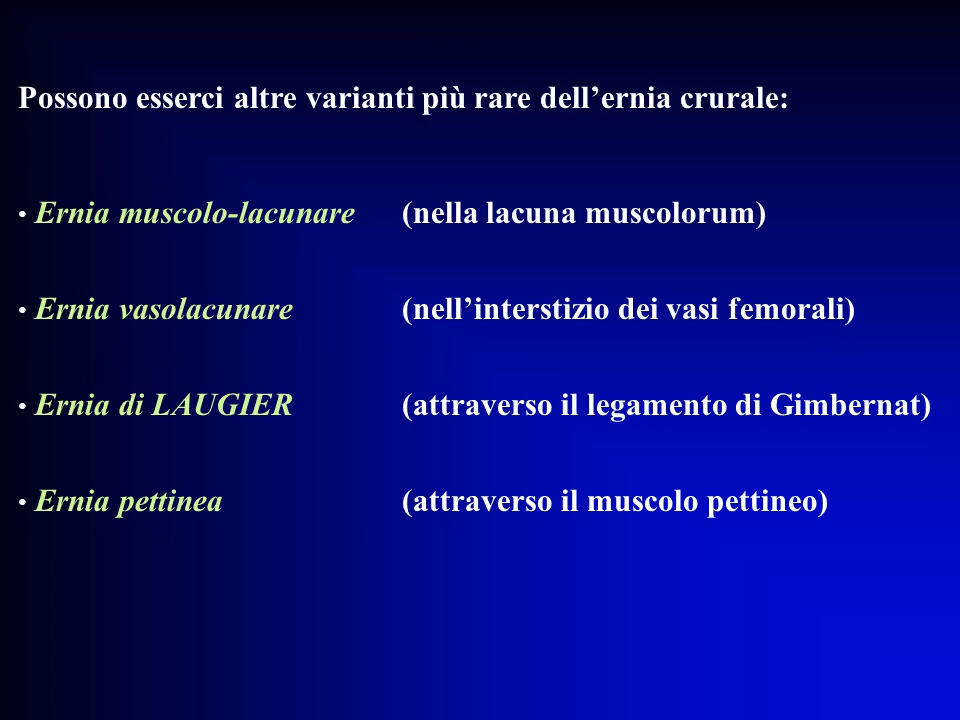 Possono esserci altre varianti più rare dell’ernia crurale:
• Ernia muscolo-lacunare (nella lacuna muscolorum)
• Ernia vasolacunare (nell’interstizio dei vasi femorali)
• Ernia di LAUGIER (attraverso il legamento di Gimbernat)
• Ernia pettinea (attraverso il muscolo pettineo)